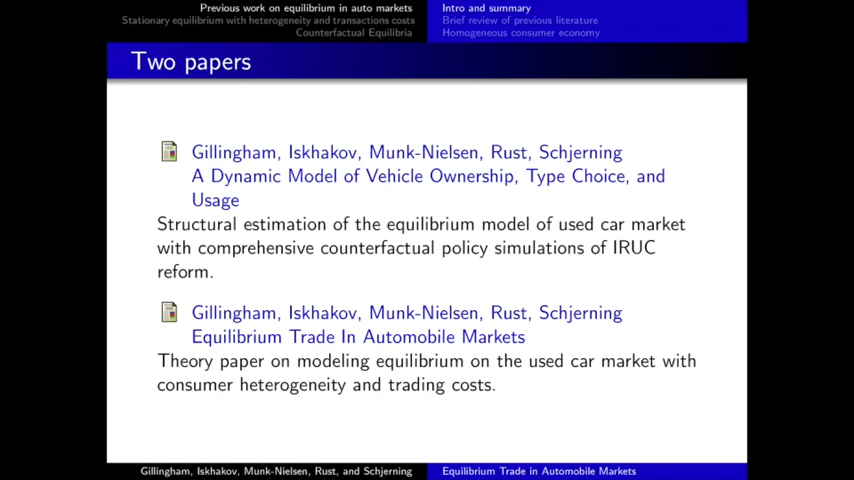 Previous work on equilibrium in auto markets
Stationary equilibrium with heterogeneity and transactions costs
Counterfactual Equilibria
Intro and summary
Brief review of previous literature
Homogeneous consumer economy
Two papers
Gillingham, Iskhakov, Munk-Nielsen, Rust, Schjerning
A Dynamic Model of Vehicle Ownership, Type Choice, and
Usage
Structural estimation of the equilibrium model of used car market
with comprehensive counterfactual policy simulations of IRUC
reform.
Gillingham, Iskhakov, Munk-Nielsen, Rust, Schjerning
Equilibrium Trade In Automobile Markets
Theory paper on modeling equilibrium on the used car market with
consumer heterogeneity and trading costs.
Gillingham, Iskhakov, Munk-Nielsen, Rust, and Schjerning
Equilibrium Trade in Automobile Markets